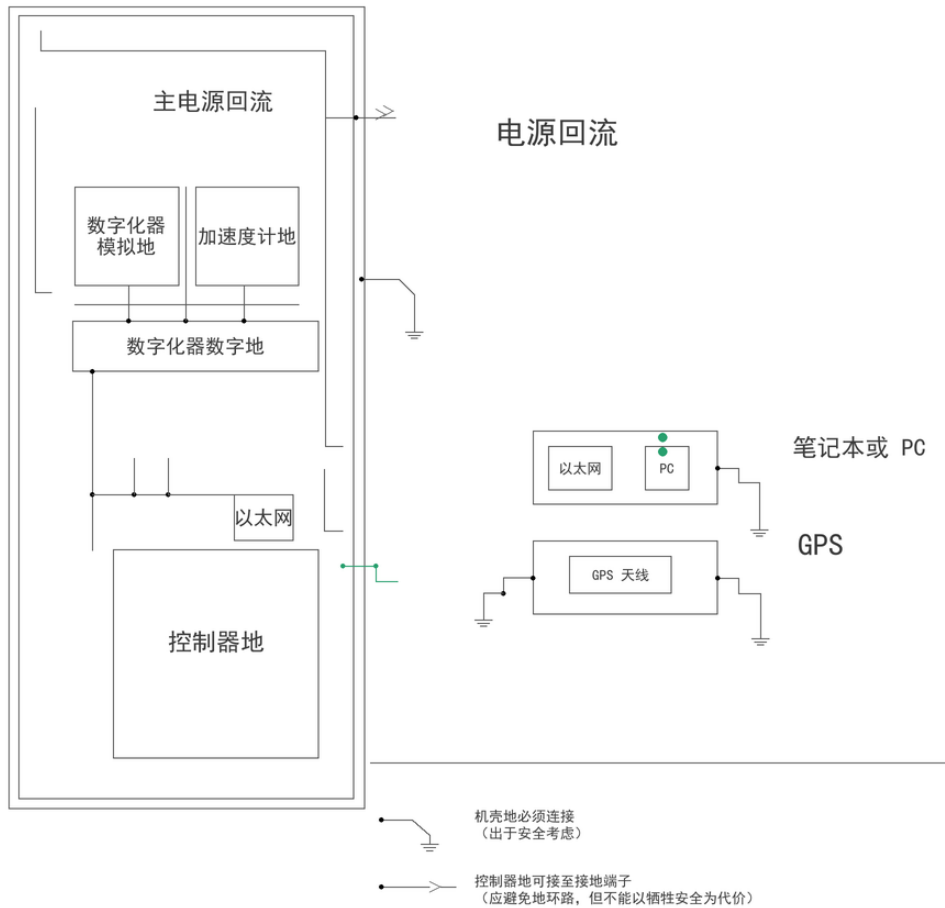 主电源回流
电源回流
数字化器
模拟地
加速度计地
数字化器数字地
笔记本或 PC
以太网
PC
以太网
GPS
GPS 天线
控制器地
机壳地必须连接
（出于安全考虑）
控制器地可接至接地端子
（应避免地环路，但不能以牺牲安全为代价）